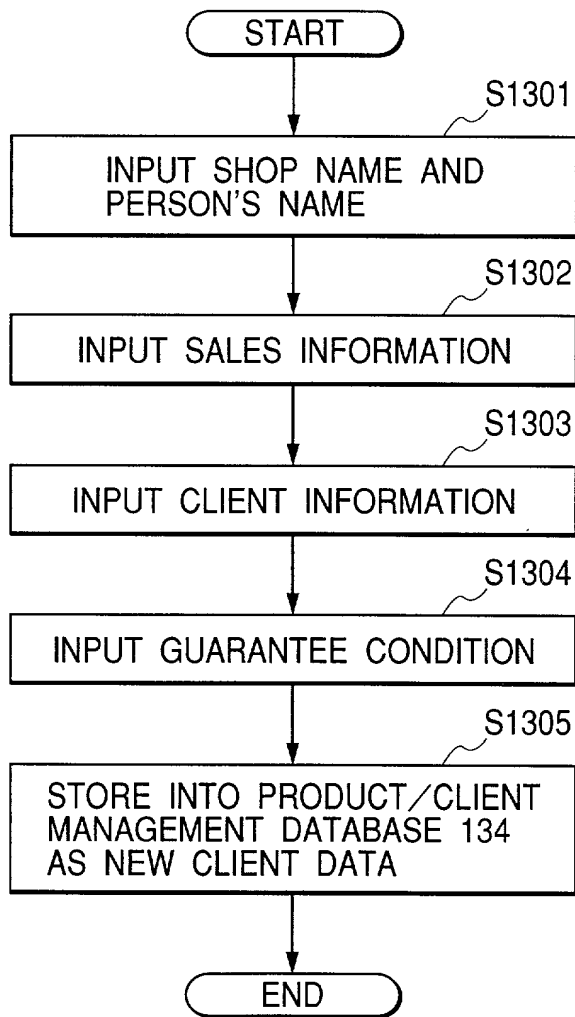 START
S1301
INPUT SHOP NAME AND
PERSON'S NAME
S1302
INPUT SALES INFORMATION
S1303
INPUT CLIENT INFORMATION
S1304
INPUT GUARANTEE CONDITION
S1305
STORE INTO PRODUCT/CLIENT
MANAGEMENT DATABASE 134
AS NEW CLIENT DATA
END